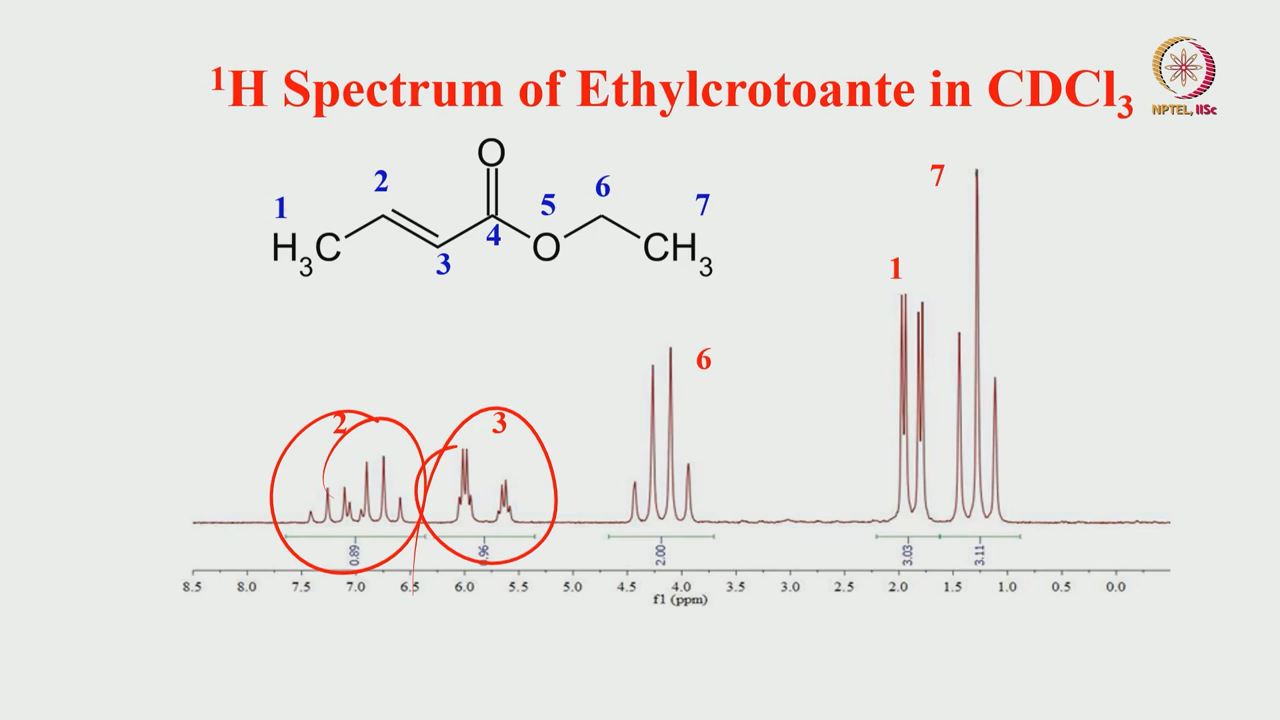 ¹H Spectrum of Ethylcrotoante in CDCl₃
NPTEL, IISc
O
1 2 4 5 6 7
H₃C O CH₃
3
7
1
6
2 3
0.89 0.96 2.00 3.03 3.11
8.5 8.0 7.5 7.0 6.5 6.0 5.5 5.0 4.5 4.0 3.5 3.0 2.5 2.0 1.5 1.0 0.0
f1 (ppm)